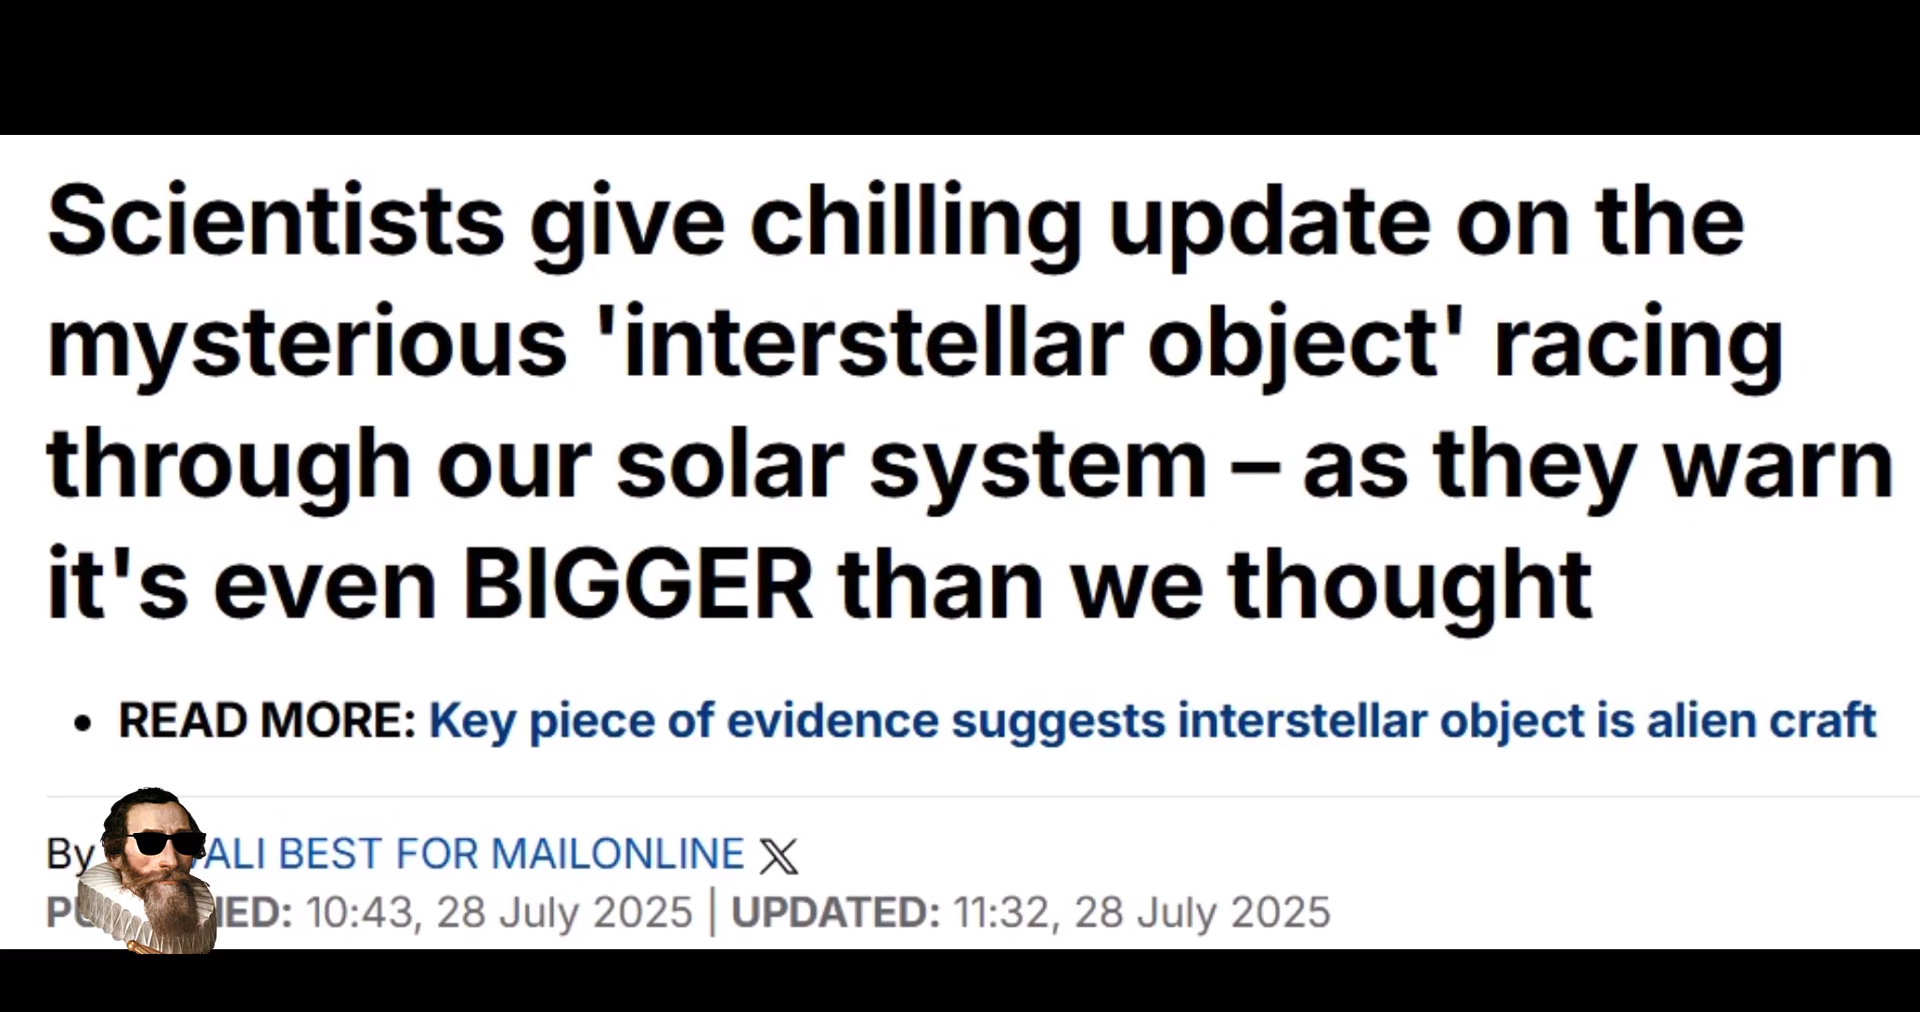 Scientists give chilling update on the
mysterious 'interstellar object' racing
through our solar system – as they warn
it's even BIGGER than we thought
• READ MORE: Key piece of evidence suggests interstellar object is alien craft
By BEST FOR MAILONLINE
10:43, 28 July 2025 | UPDATED: 11:32, 28 July 2025